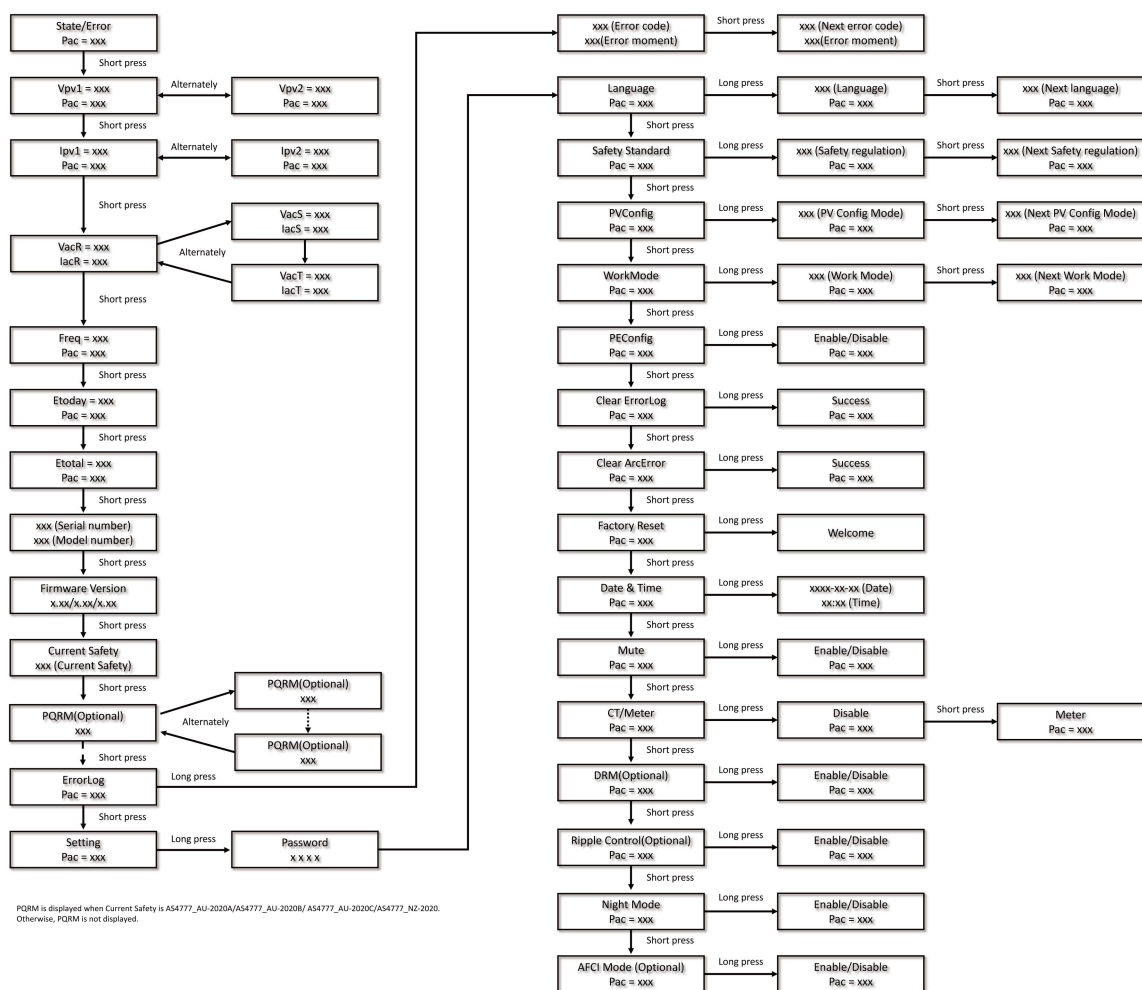 State/Error
Pac = xxx
Short press
Vpv1 = xxx
Pac = xxx
Alternately
Vpv2 = xxx
Pac = xxx
Short press
Ipv1 = xxx
Pac = xxx
Alternately
Ipv2 = xxx
Pac = xxx
Short press
VacR = xxx
IacR = xxx
Alternately
VacS = xxx
IacS = xxx
VacT = xxx
IacT = xxx
Short press
Freq = xxx
Pac = xxx
Short press
Etoday = xxx
Pac = xxx
Short press
Etotal = xxx
Pac = xxx
Short press
xxx (Serial number)
xxx (Model number)
Short press
Firmware Version
x.xx/x.xx/x.xx
Short press
Current Safety
xxx (Current Safety)
Short press
PQRM(Optional)
xxx
Alternately
PQRM(Optional)
xxx
PQRM(Optional)
xxx
Short press
ErrorLog
Pac = xxx
Long press
Short press
Setting
Pac = xxx
Long press
Password
x x x x
PQRM is displayed when Current Safety is AS4777_AU-2020A/AS4777_AU-2020B/ AS4777_AU-2020C/AS4777_NZ-2020.
Otherwise, PQRM is not displayed.
xxx (Error code)
xxx(Error moment)
Short press
xxx (Next error code)
xxx(Error moment)
Language
Pac = xxx
Long press
xxx (Language)
Pac = xxx
Short press
xxx (Next language)
Pac = xxx
Short press
Safety Standard
Pac = xxx
Long press
xxx (Safety regulation)
Pac = xxx
Short press
xxx (Next Safety regulation)
Pac = xxx
Short press
PVConfig
Pac = xxx
Long press
xxx (PV Config Mode)
Pac = xxx
Short press
xxx (Next PV Config Mode)
Pac = xxx
Short press
WorkMode
Pac = xxx
Long press
xxx (Work Mode)
Pac = xxx
Short press
xxx (Next Work Mode)
Pac = xxx
Short press
PEConfig
Pac = xxx
Long press
Enable/Disable
Pac = xxx
Short press
Clear ErrorLog
Pac = xxx
Long press
Success
Pac = xxx
Short press
Clear ArcError
Pac = xxx
Long press
Success
Pac = xxx
Short press
Factory Reset
Pac = xxx
Long press
Welcome
Short press
Date & Time
Pac = xxx
Long press
xxxx-xx-xx (Date)
xx:xx (Time)
Short press
Mute
Pac = xxx
Long press
Enable/Disable
Pac = xxx
Short press
CT/Meter
Pac = xxx
Long press
Disable
Pac = xxx
Short press
Meter
Pac = xxx
Short press
DRM(Optional)
Pac = xxx
Long press
Enable/Disable
Pac = xxx
Short press
Ripple Control(Optional)
Pac = xxx
Long press
Enable/Disable
Pac = xxx
Short press
Night Mode
Pac = xxx
Long press
Enable/Disable
Pac = xxx
Short press
AFCI Mode (Optional)
Pac = xxx
Long press
Enable/Disable
Pac = xxx